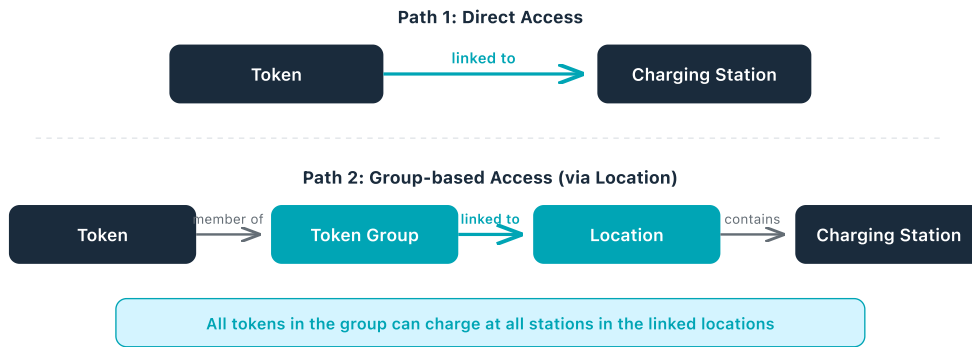 Path 1: Direct Access
Token
linked to
Charging Station
Path 2: Group-based Access (via Location)
Token
member of
Token Group
linked to
Location
contains
Charging Station
All tokens in the group can charge at all stations in the linked locations